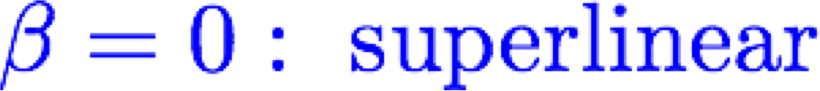 β = 0 : superlinear